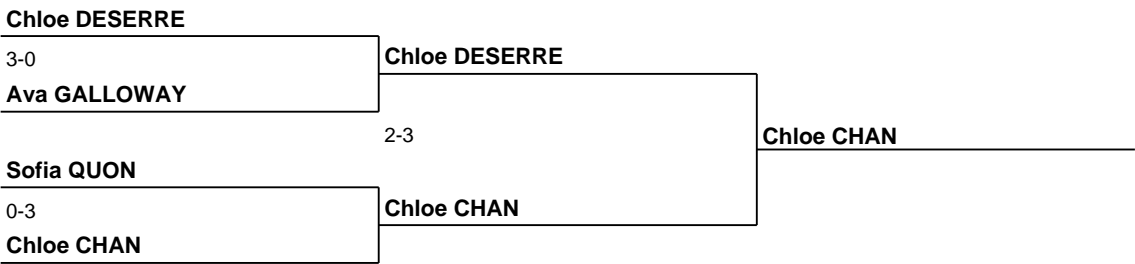 Chloe DESERRE
3-0
Chloe DESERRE
Ava GALLOWAY
2-3
Chloe CHAN
Sofia QUON
0-3
Chloe CHAN
Chloe CHAN